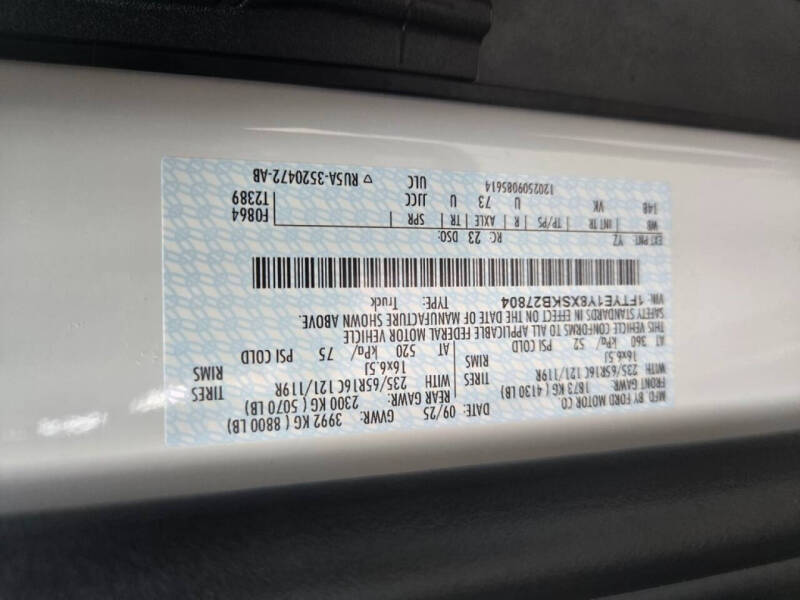 MFD. BY FORD MOTOR CO
DATE: 09/25 GVWR: 3992 KG ( 8800 LB)
FRONT GAWR: REAR GAWR:
1873 KG ( 4130 LB) 2300 KG ( 5070 LB)
WITH WITH
235/65R16C 121/119R TIRES 235/65R16C 121/119R TIRES
16x6.5J RIMS 16x6.5J RIMS
AT 360 kPa/ 52 PSI COLD AT 520 kPa/ 75 PSI COLD
THIS VEHICLE CONFORMS TO ALL APPLICABLE FEDERAL MOTOR VEHICLE
SAFETY STANDARDS IN EFFECT ON THE DATE OF MANUFACTURE SHOWN ABOVE.
VIN: 1FTYE1Y8XSKB27804 TYPE: Truck
EXT PNT: YZ RC: 23 DSO:
WB INT TR TP/PS R AXLE TR SPR F0864
148 VK U 73 U JJCC T2389
120250908614 ULC
▽ RU5A-3520472-AB